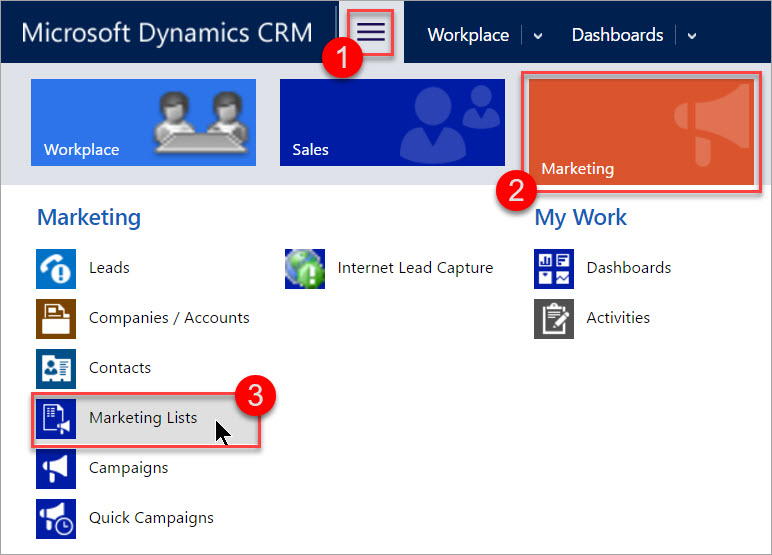 Microsoft Dynamics CRM
1
Workplace
Dashboards
Workplace
Sales
Marketing
2
Marketing
My Work
Leads
Internet Lead Capture
Dashboards
Companies / Accounts
Activities
Contacts
3
Marketing Lists
Campaigns
Quick Campaigns